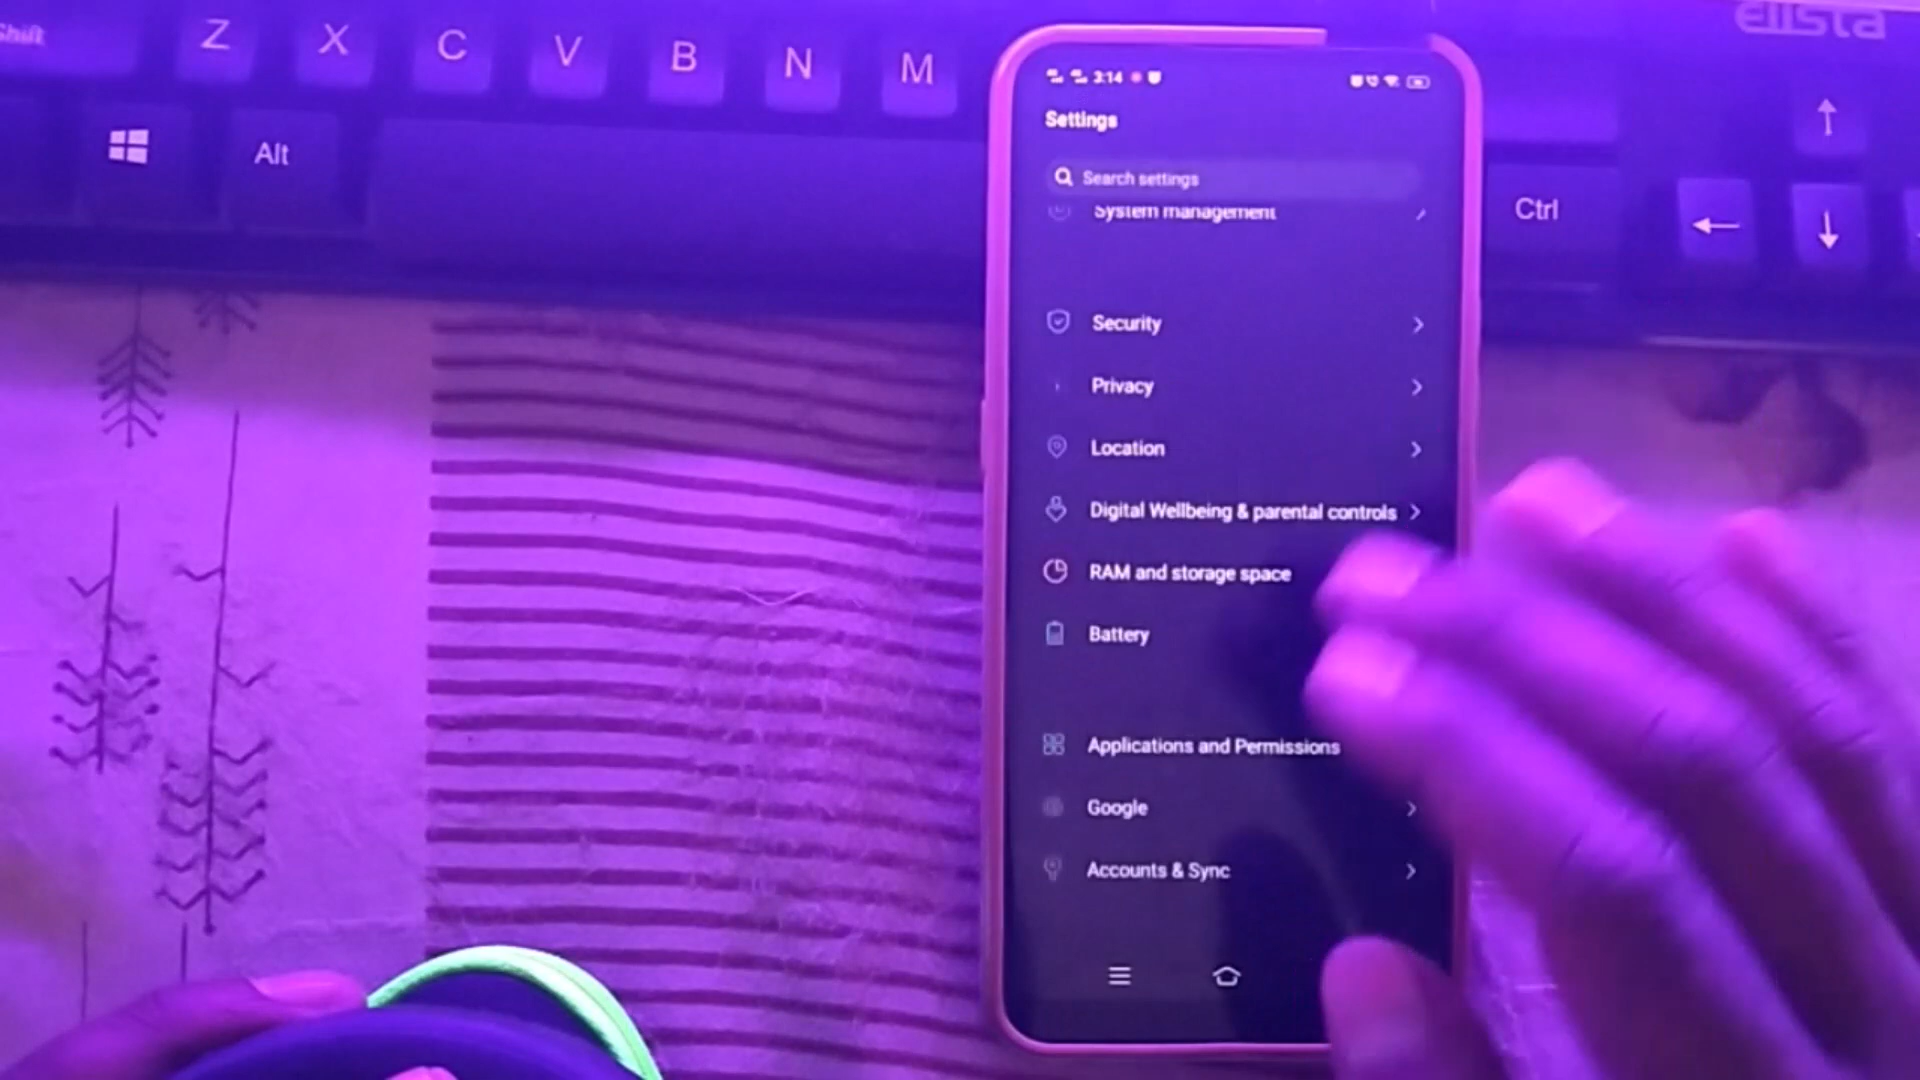 Shift
Z X C V B N M
Alt
Ctrl
Elista
3:14
Settings
Search settings
System management
Security
Privacy
Location
Digital Wellbeing & parental controls
RAM and storage space
Battery
Applications and Permissions
Google
Accounts & Sync